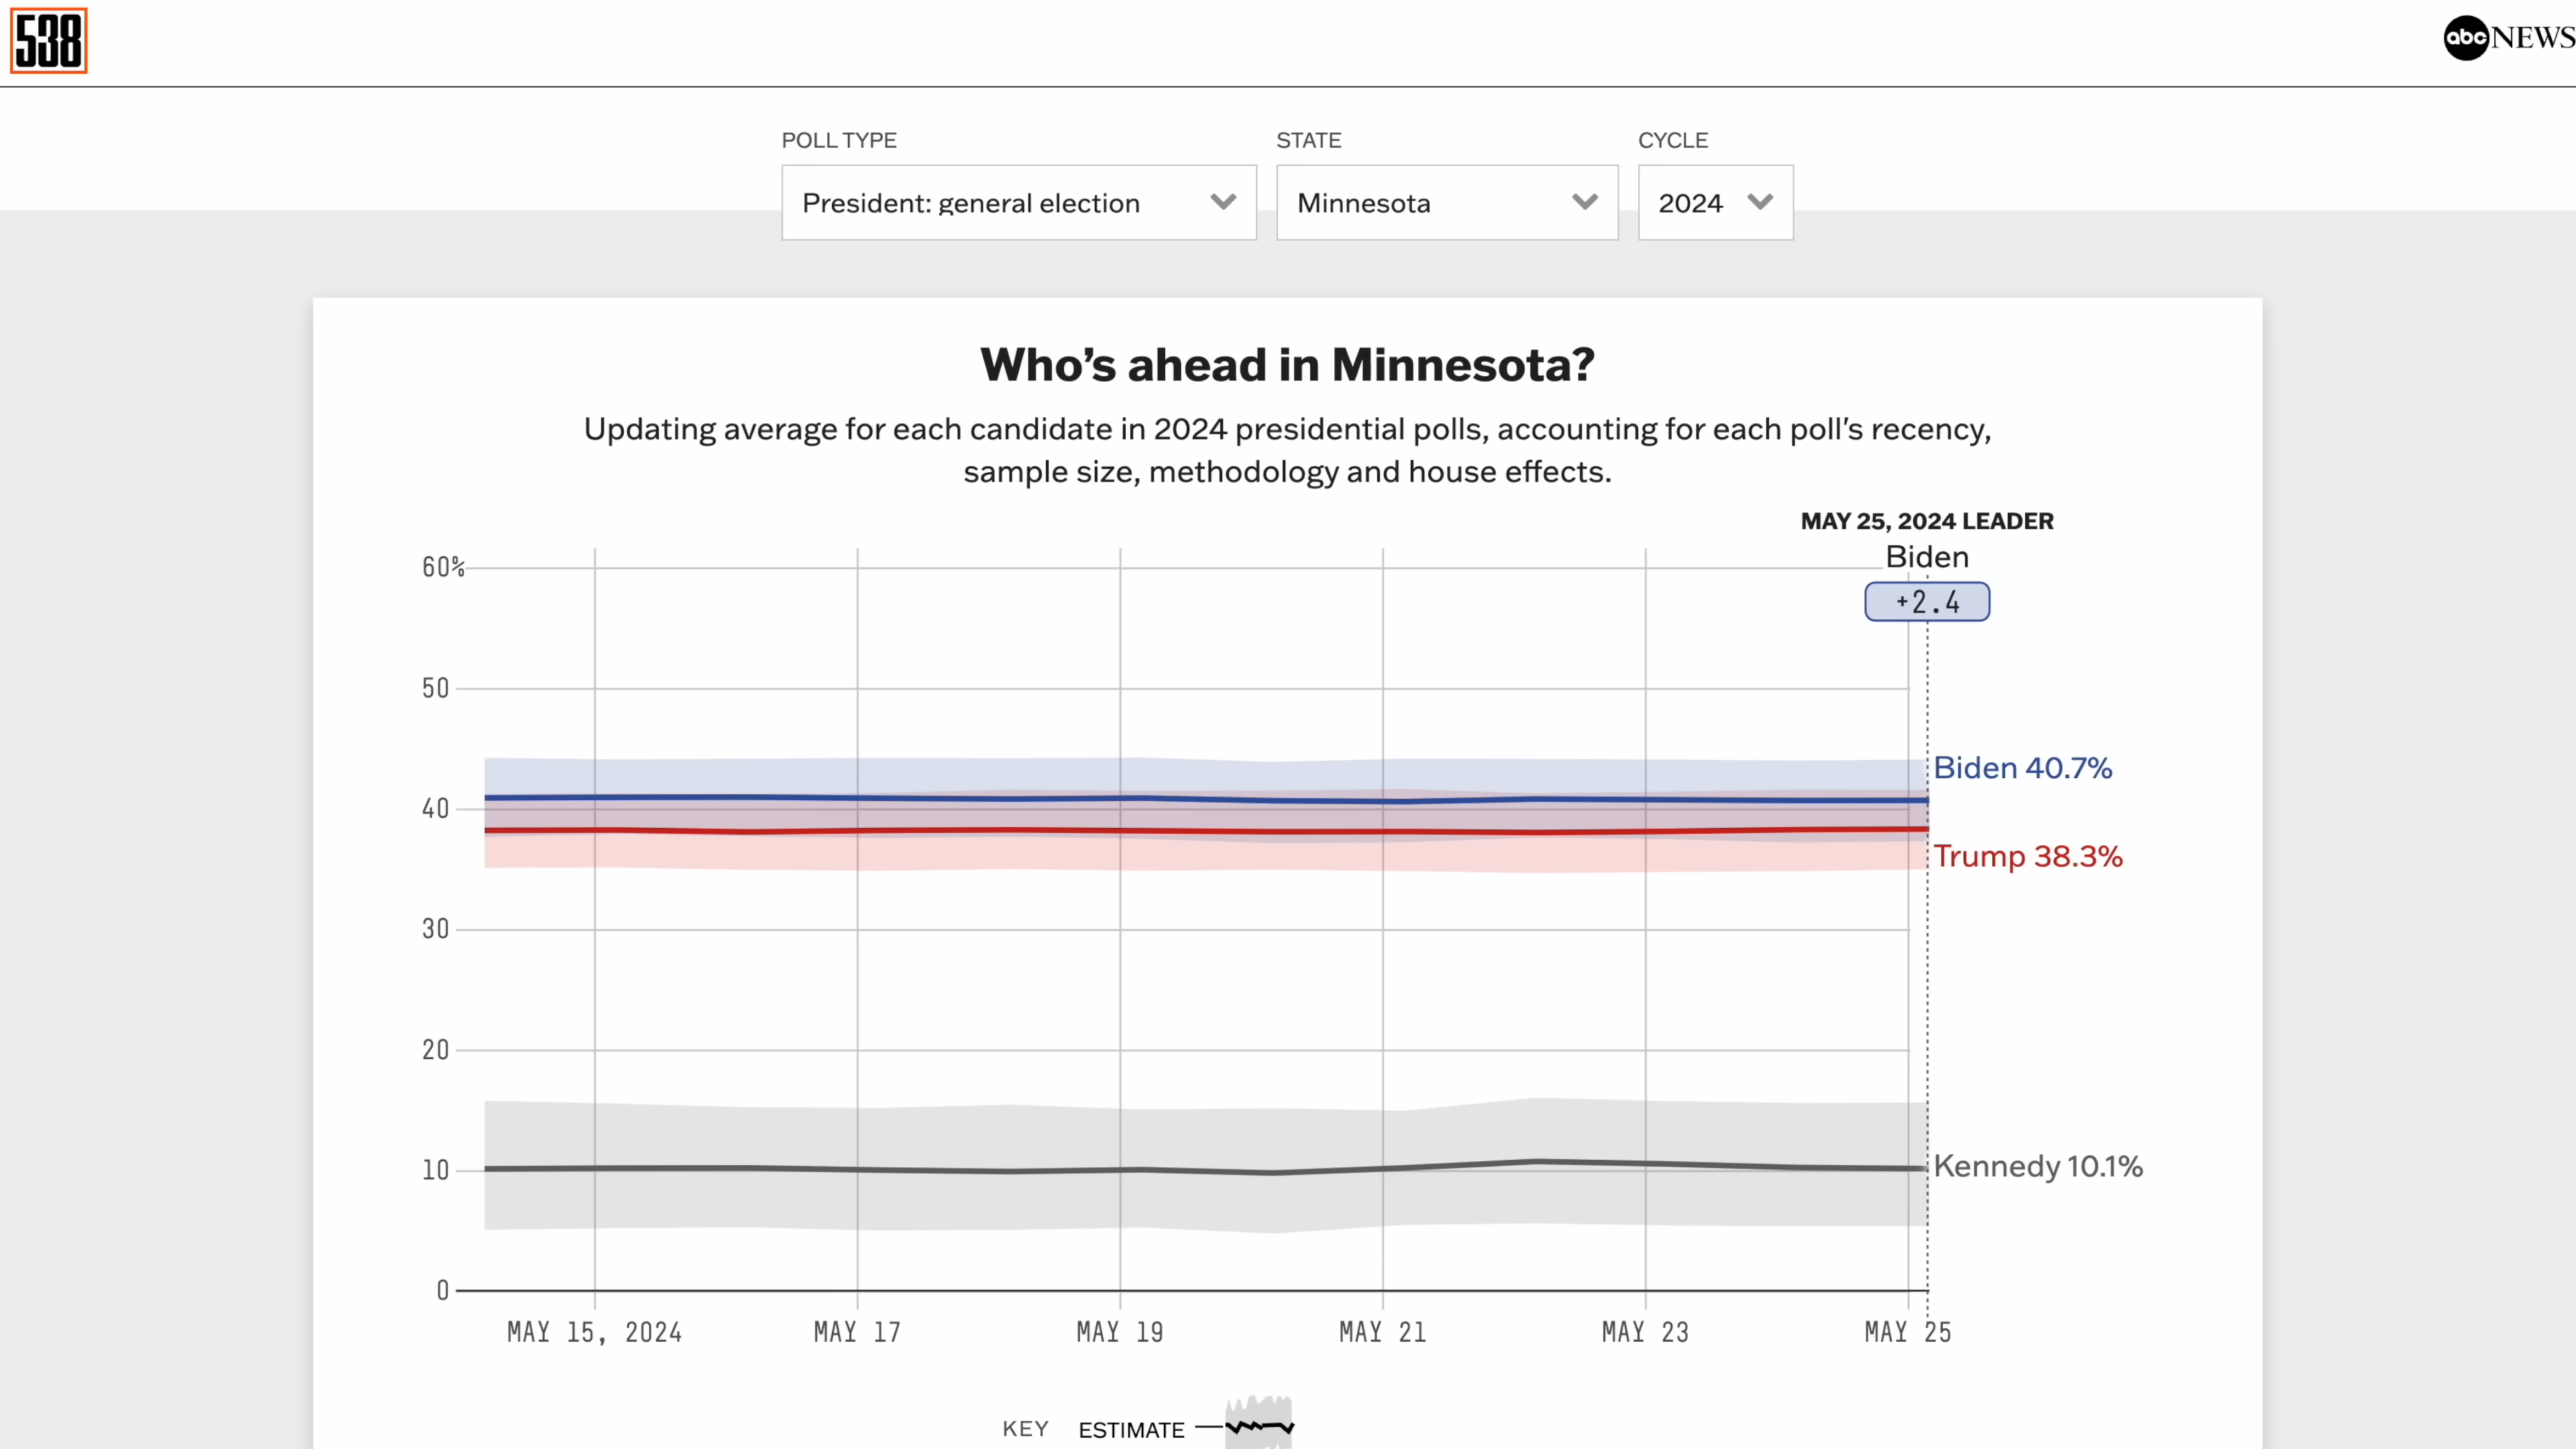 538
abc NEWS
POLL TYPE
STATE
CYCLE
President: general election
Minnesota
2024
Who's ahead in Minnesota?
Updating average for each candidate in 2024 presidential polls, accounting for each poll's recency,
sample size, methodology and house effects.
MAY 25, 2024 LEADER
Biden
+2.4
60%
50
40
30
20
10
0
Biden 40.7%
Trump 38.3%
Kennedy 10.1%
MAY 15, 2024
MAY 17
MAY 19
MAY 21
MAY 23
MAY 25
KEY
ESTIMATE